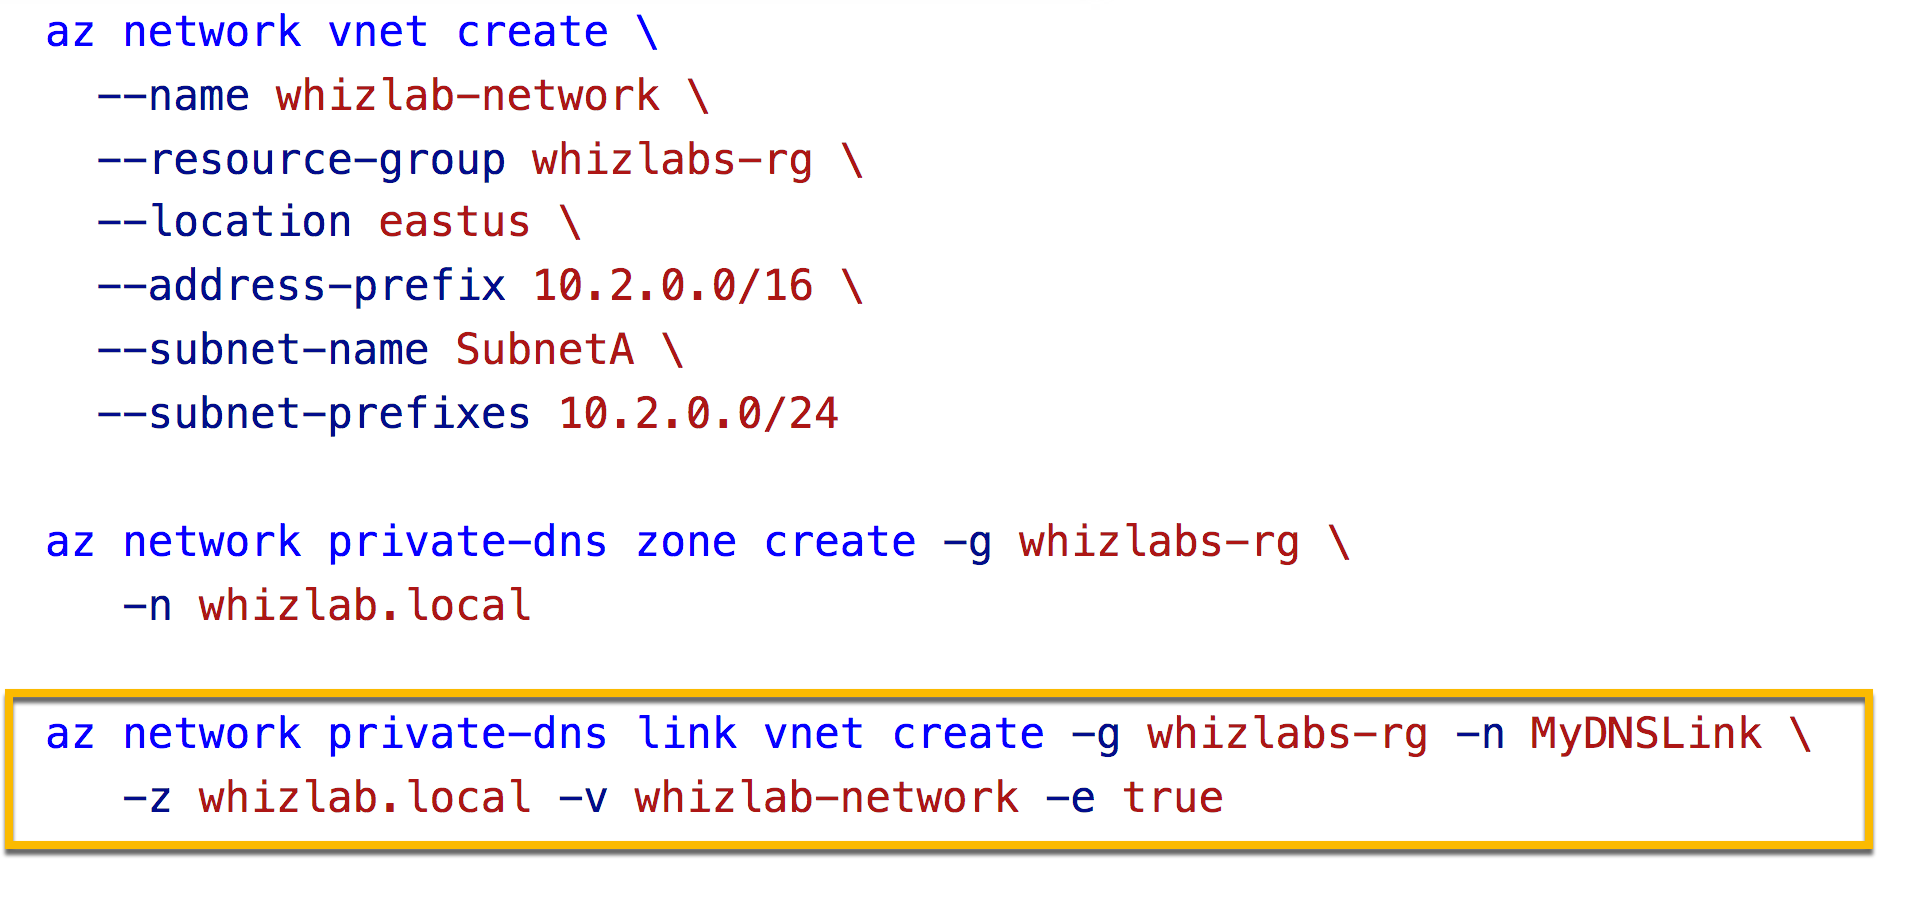 az network vnet create \
--name whizlab-network \
--resource-group whizlabs-rg \
--location eastus \
--address-prefix 10.2.0.0/16 \
--subnet-name SubnetA \
--subnet-prefixes 10.2.0.0/24
az network private-dns zone create -g whizlabs-rg \
-n whizlab.local
az network private-dns link vnet create -g whizlabs-rg -n MyDNSLink \
-z whizlab.local -v whizlab-network -e true